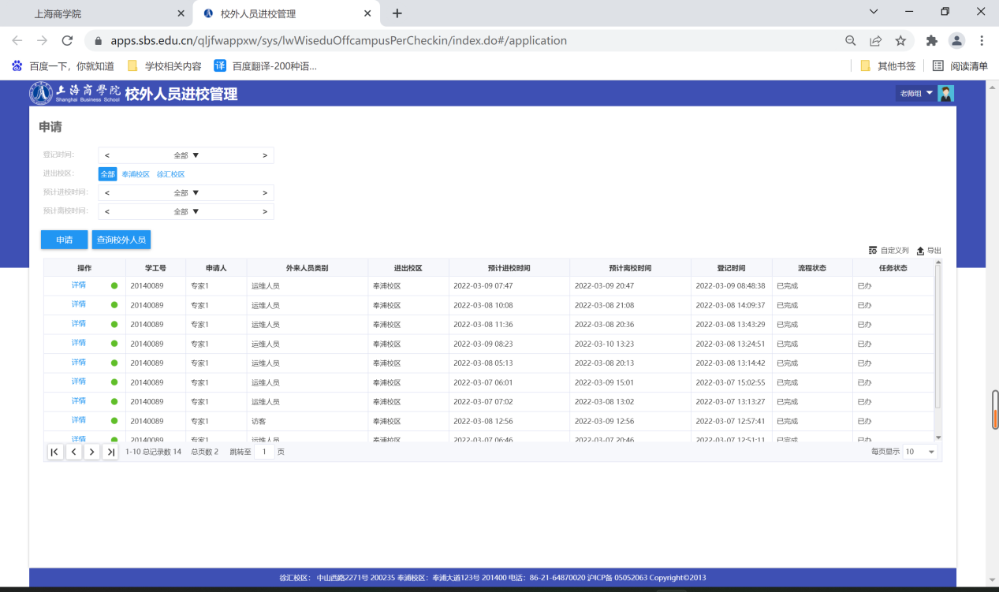 上海商学院
校外人员进校管理
apps.sbs.edu.cn/qljfwappxw/sys/lwWiseduOffcampusPerCheckin/index.do#/application
百度一下，你就知道 学校相关内容 译 百度翻译-200种语... 其他书签 阅读清单
上海商學院 Shanghai Business School 校外人员进校管理 老师组
申请
登记时间: < 全部 ▼ >
进出校区: 全部 奉浦校区 徐汇校区
预计进校时间: < 全部 ▼ >
预计离校时间: < 全部 ▼ >
申请 查询校外人员
自定义列 导出
操作 学工号 申请人 外来人员类别 进出校区 预计进校时间 预计离校时间 登记时间 流程状态 任务状态
详情 20140089 专家1 运维人员 奉浦校区 2022-03-09 07:47 2022-03-09 20:47 2022-03-09 08:48:38 已完成 已办
详情 20140089 专家1 运维人员 奉浦校区 2022-03-08 10:08 2022-03-08 21:08 2022-03-08 14:09:37 已完成 已办
详情 20140089 专家1 运维人员 奉浦校区 2022-03-08 11:36 2022-03-08 20:36 2022-03-08 13:43:29 已完成 已办
详情 20140089 专家1 运维人员 奉浦校区 2022-03-09 08:23 2022-03-10 13:23 2022-03-08 13:24:51 已完成 已办
详情 20140089 专家1 运维人员 奉浦校区 2022-03-08 05:13 2022-03-08 20:13 2022-03-08 13:14:42 已完成 已办
详情 20140089 专家1 运维人员 奉浦校区 2022-03-07 06:01 2022-03-09 15:01 2022-03-07 15:02:55 已完成 已办
详情 20140089 专家1 运维人员 奉浦校区 2022-03-07 07:02 2022-03-08 13:02 2022-03-07 13:13:27 已完成 已办
详情 20140089 专家1 访客 奉浦校区 2022-03-08 12:56 2022-03-09 12:56 2022-03-07 12:57:41 已完成 已办
详情 20140089 专家1 运维人员 奉浦校区 2022-03-07 06:46 2022-03-07 20:46 2022-03-07 12:51:11 已完成 已办
1-10 总记录数 14 总页数 2 跳转至 1 页 每页显示 10
徐汇校区： 中山西路2271号 200235 奉浦校区：奉浦大道123号 201400 电话：86-21-64870020 沪ICP备 05052063 Copyright©2013